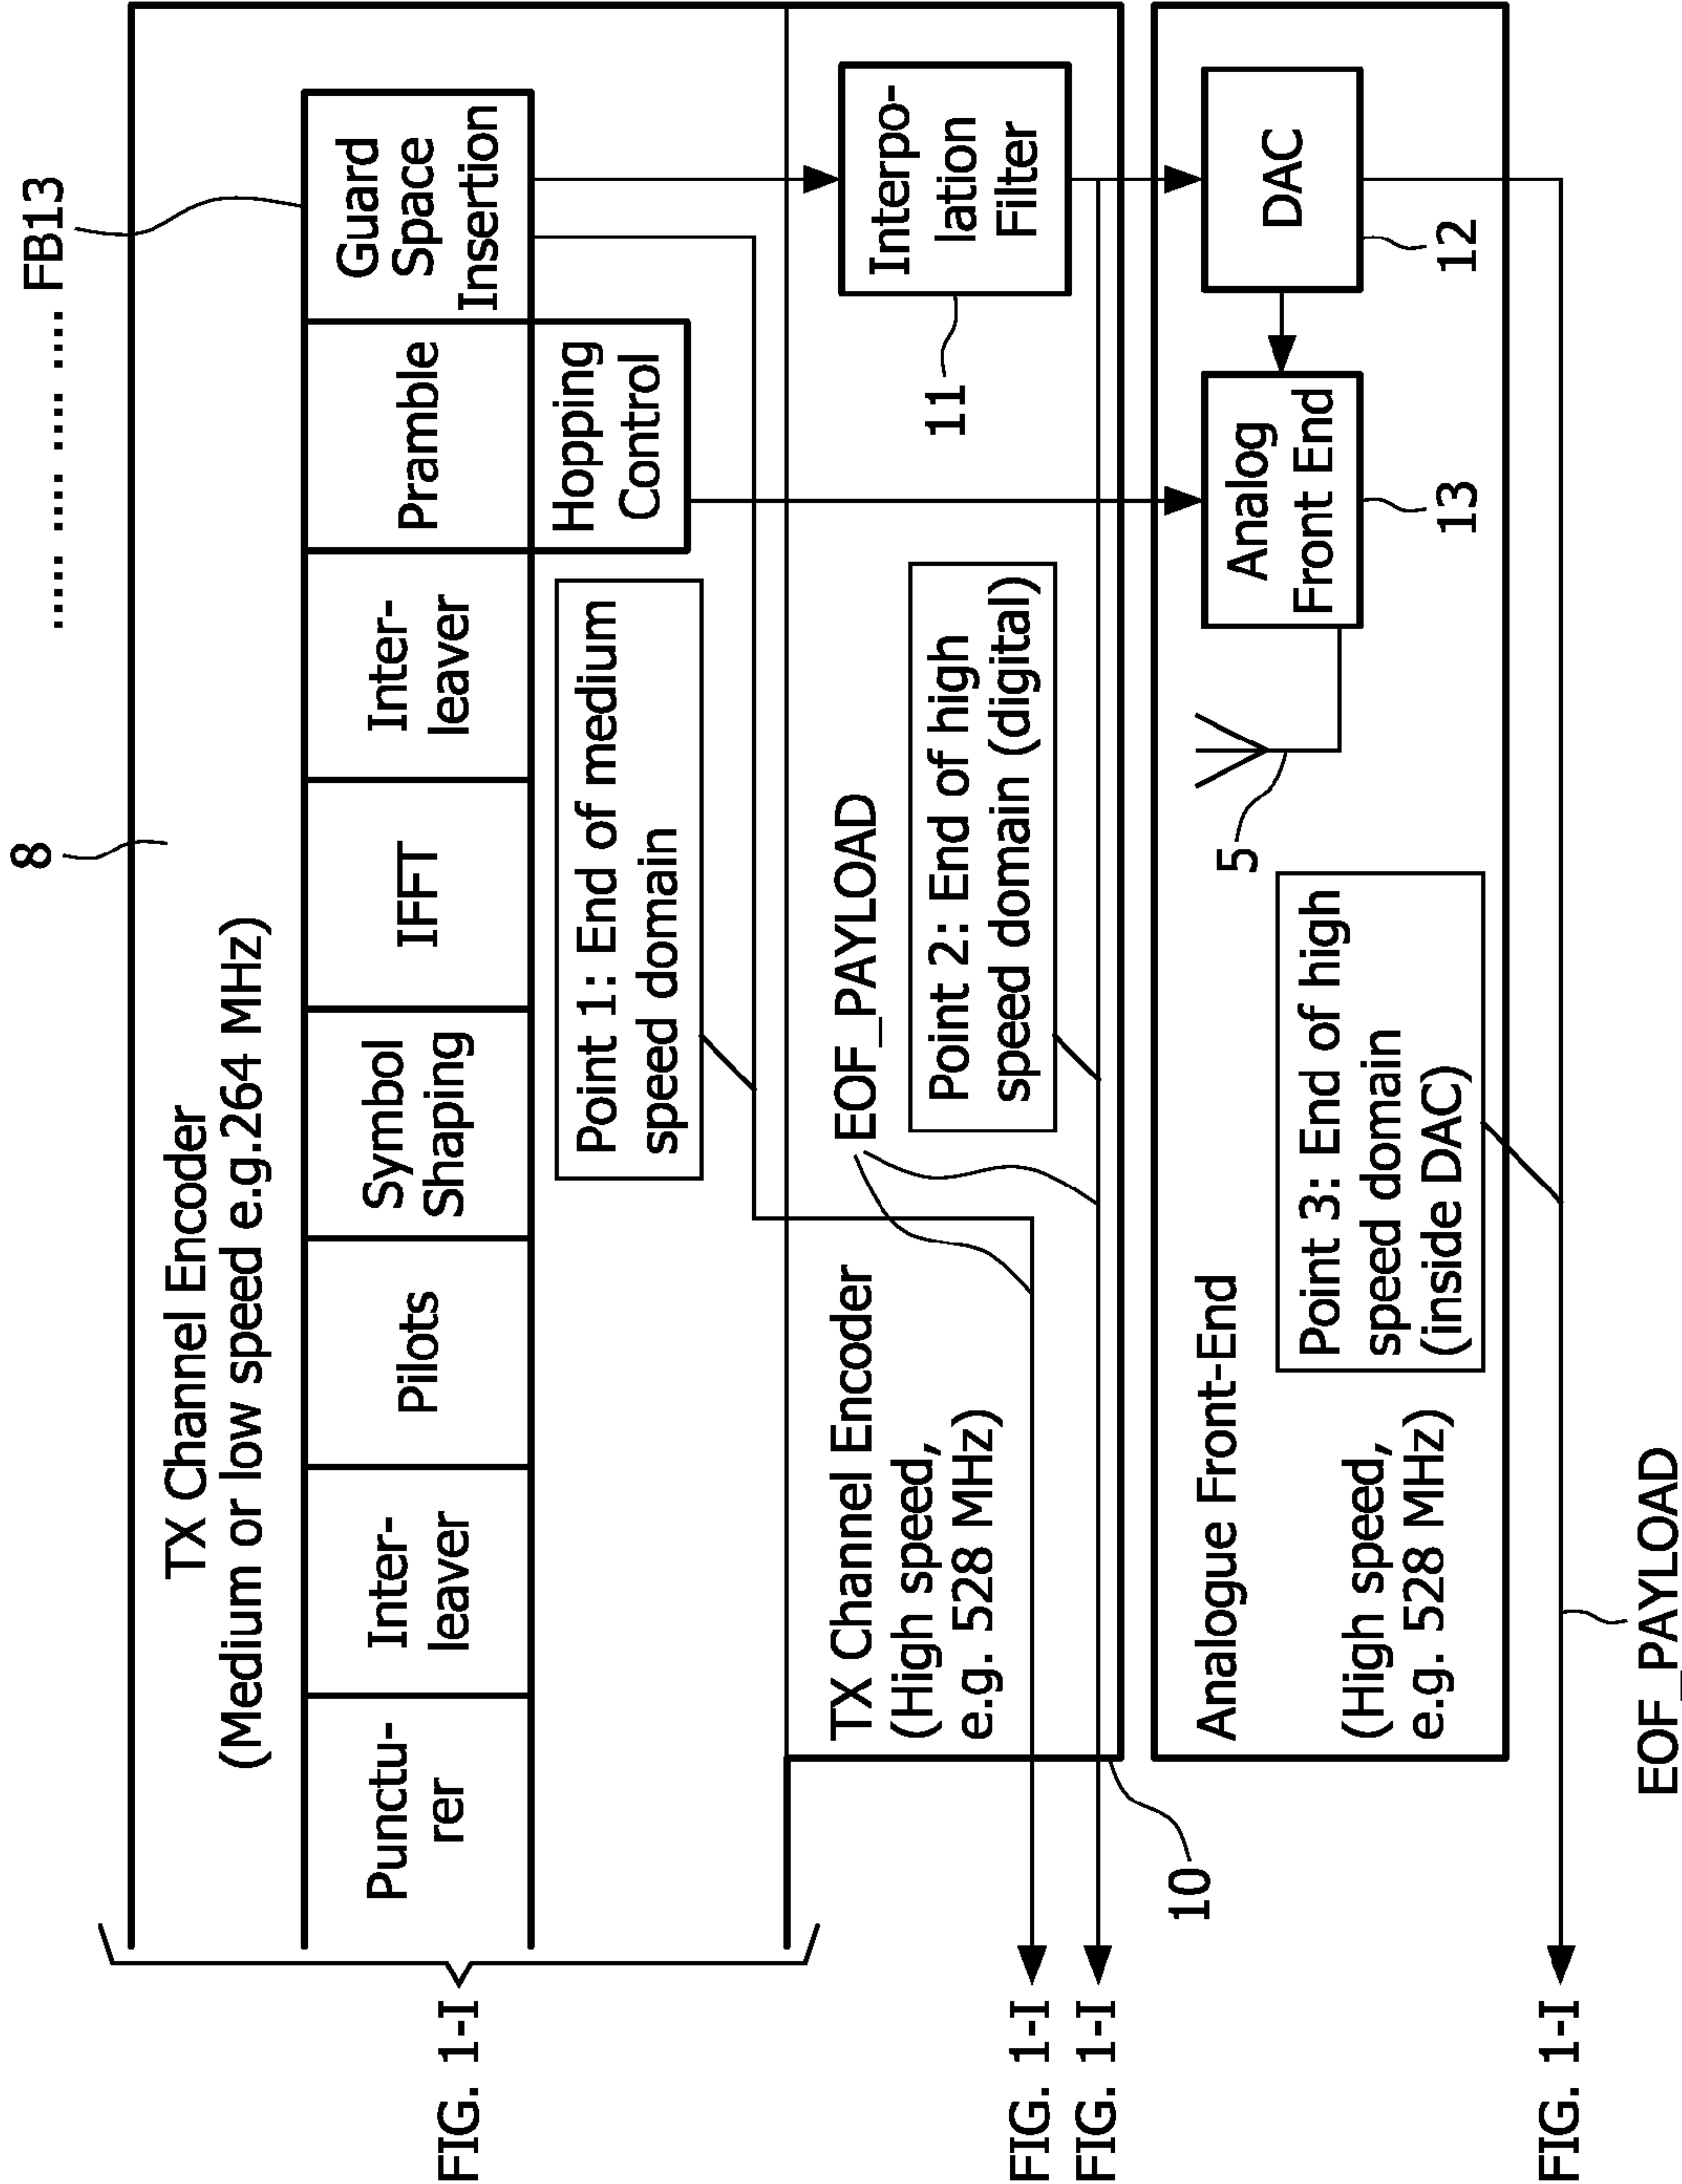 8
..... ..... ..... ..... FB13
TX Channel Encoder
(Medium or low speed e.g.264 MHz)
Punctu-
rer
Inter-
leaver
Pilots
Symbol
Shaping
IFFT
Inter-
leaver
Pramble
Guard
Space
Insertion
Hopping
Control
FIG. 1-I
Point 1: End of medium
speed domain
TX Channel Encoder
(High speed,
e.g. 528 MHz)
EOF_PAYLOAD
Point 2: End of high
speed domain (digital)
Interpo-
lation
Filter
11
FIG. 1-I
FIG. 1-I
10
Analogue Front-End
(High speed,
e.g. 528 MHz)
Point 3: End of high
speed domain
(inside DAC)
5
Analog
Front End
13
DAC
12
FIG. 1-I
EOF_PAYLOAD